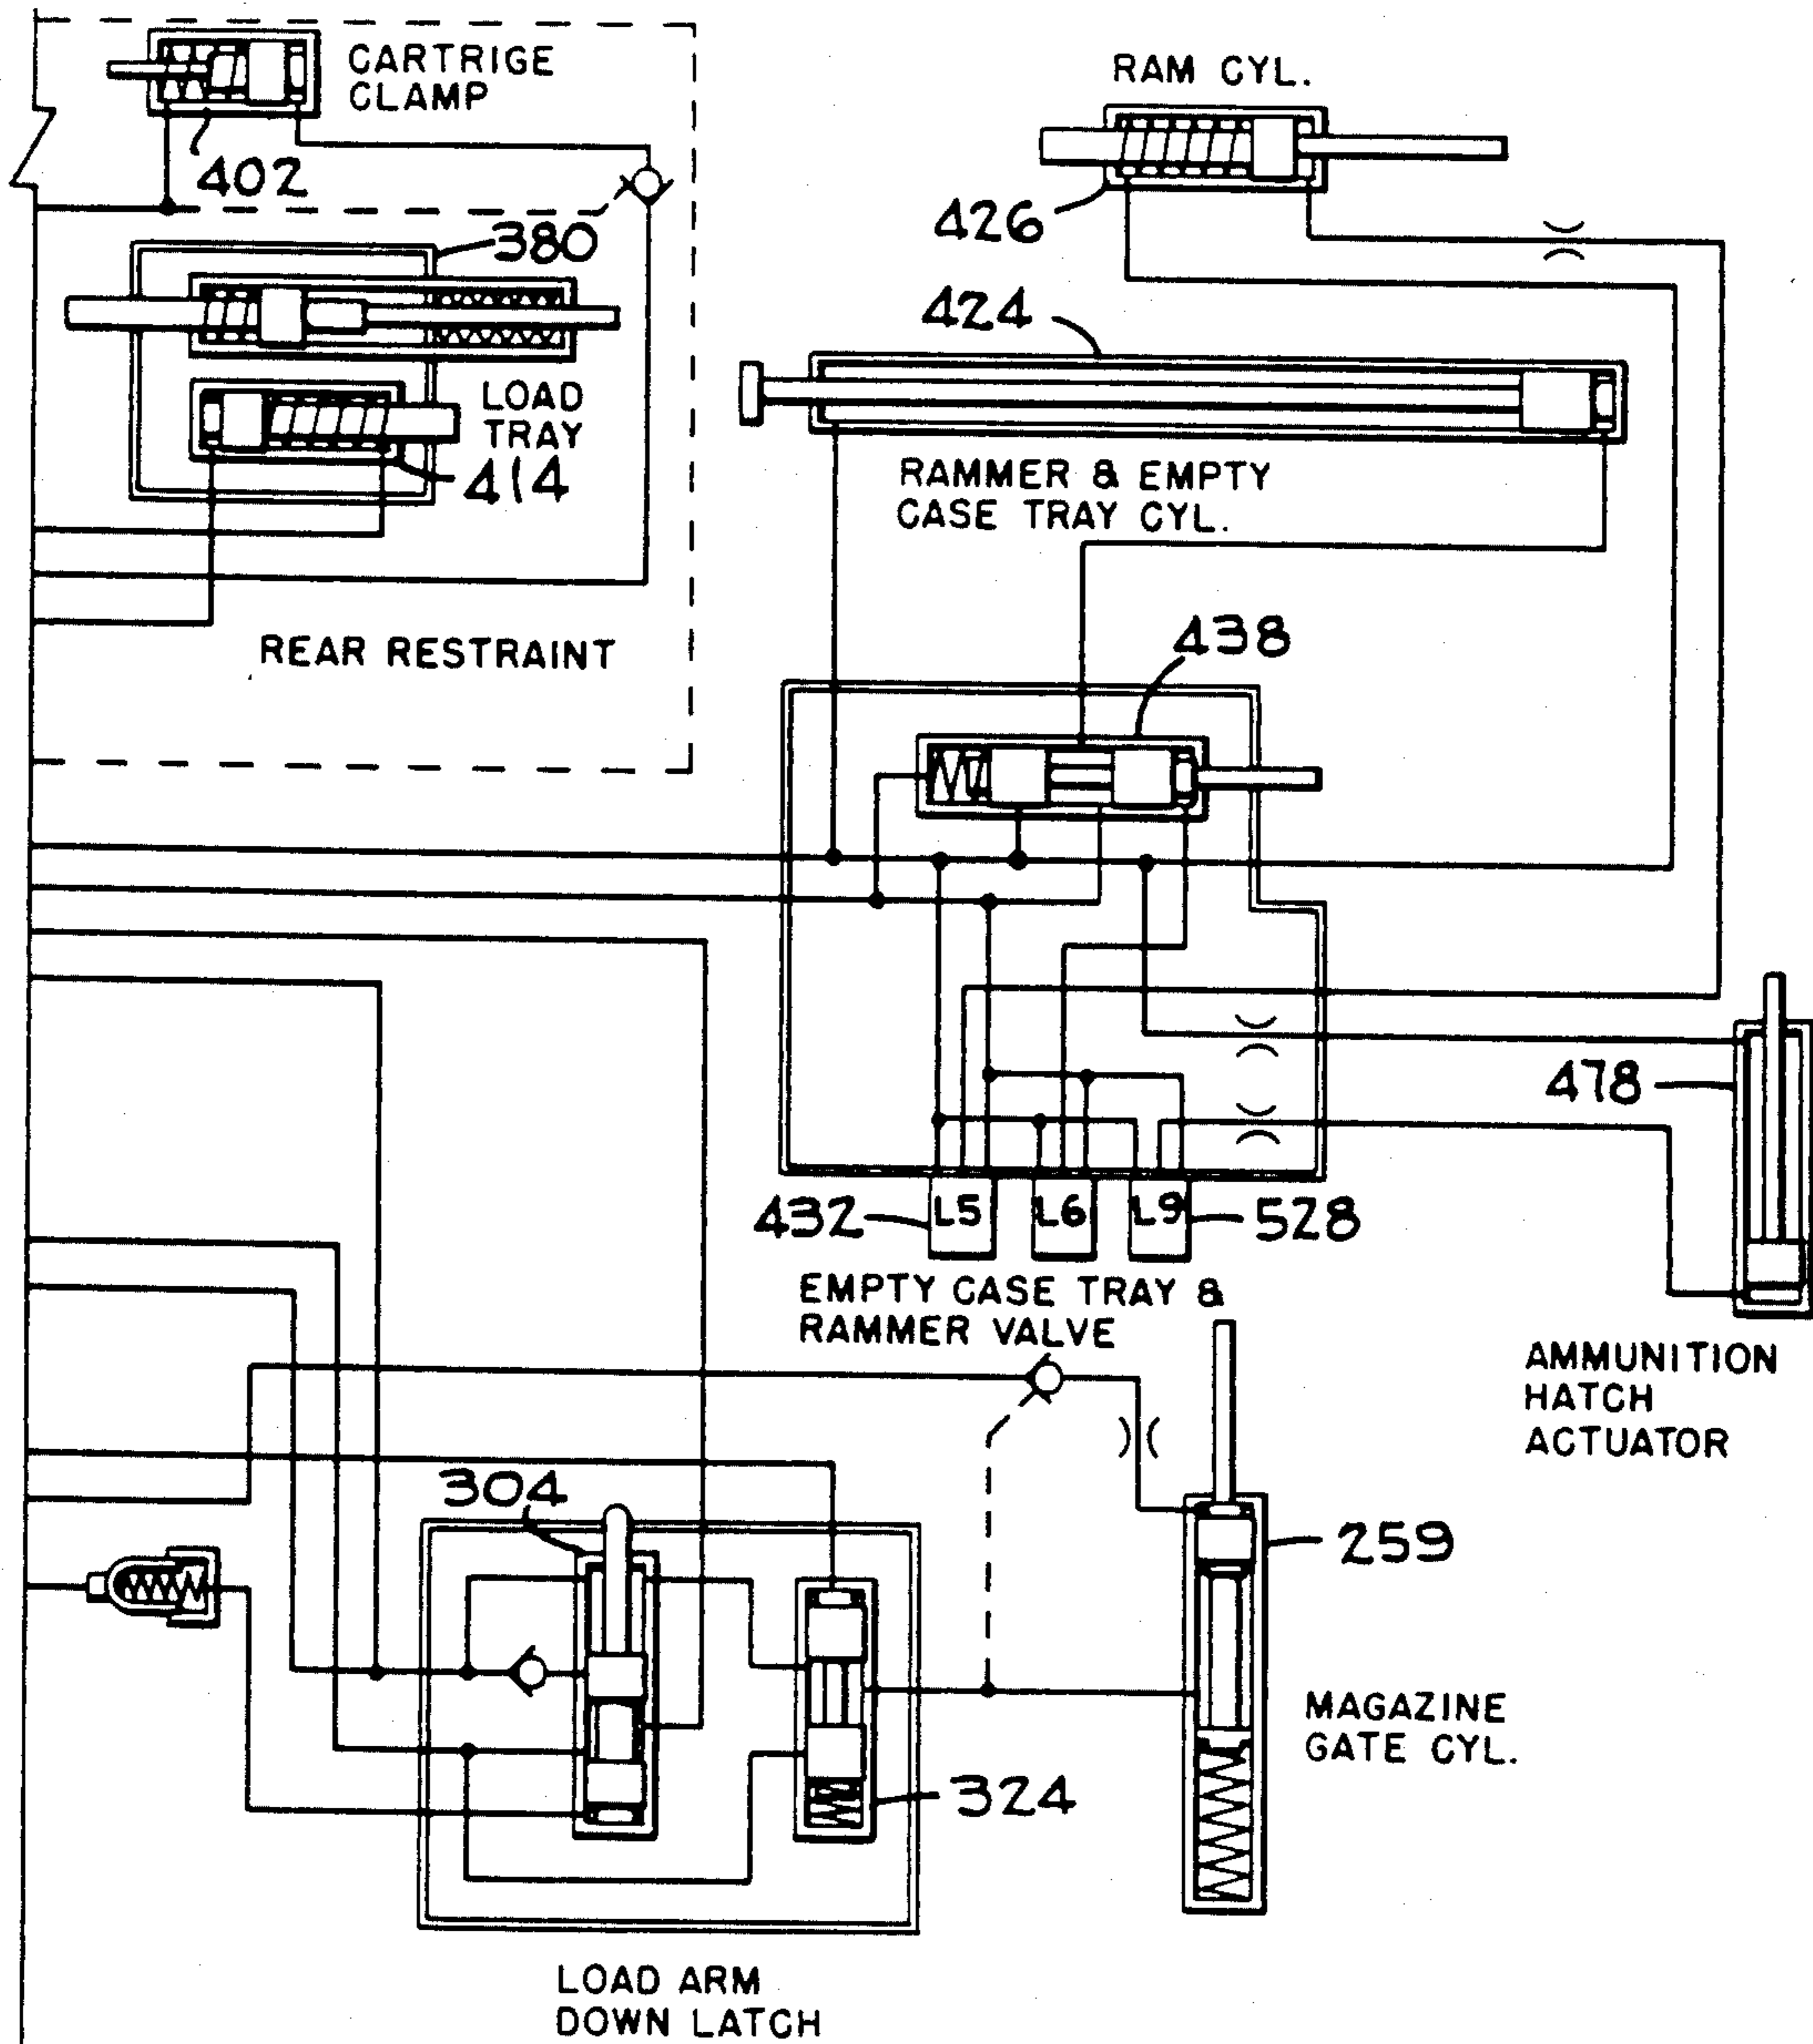 CARTRIGE
CLAMP
402
RAM CYL.
426
380
424
LOAD
TRAY
414
RAMMER & EMPTY
CASE TRAY CYL.
REAR RESTRAINT
438
478
432
L5
L6
L9
528
EMPTY CASE TRAY &
RAMMER VALVE
AMMUNITION
HATCH
ACTUATOR
304
259
MAGAZINE
GATE CYL.
324
LOAD ARM
DOWN LATCH